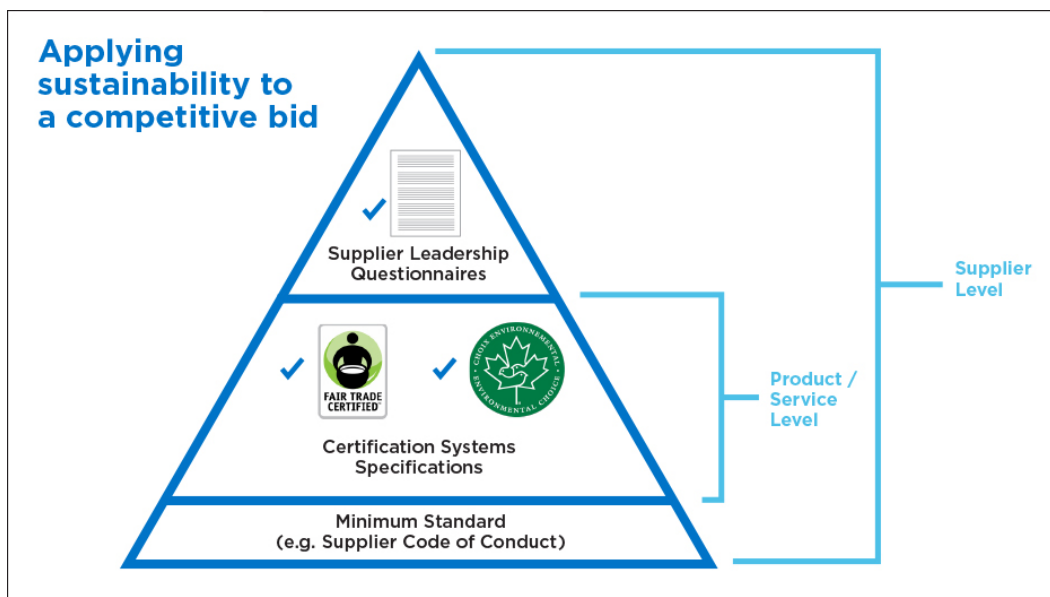 Applying
sustainability to
a competitive bid
Supplier Leadership
Questionnaires
FAIR TRADE
CERTIFIED
CHOIX ENVIRONNEMENTAL
ENVIRONMENTAL CHOICE
Certification Systems
Specifications
Minimum Standard
(e.g. Supplier Code of Conduct)
Product /
Service
Level
Supplier
Level